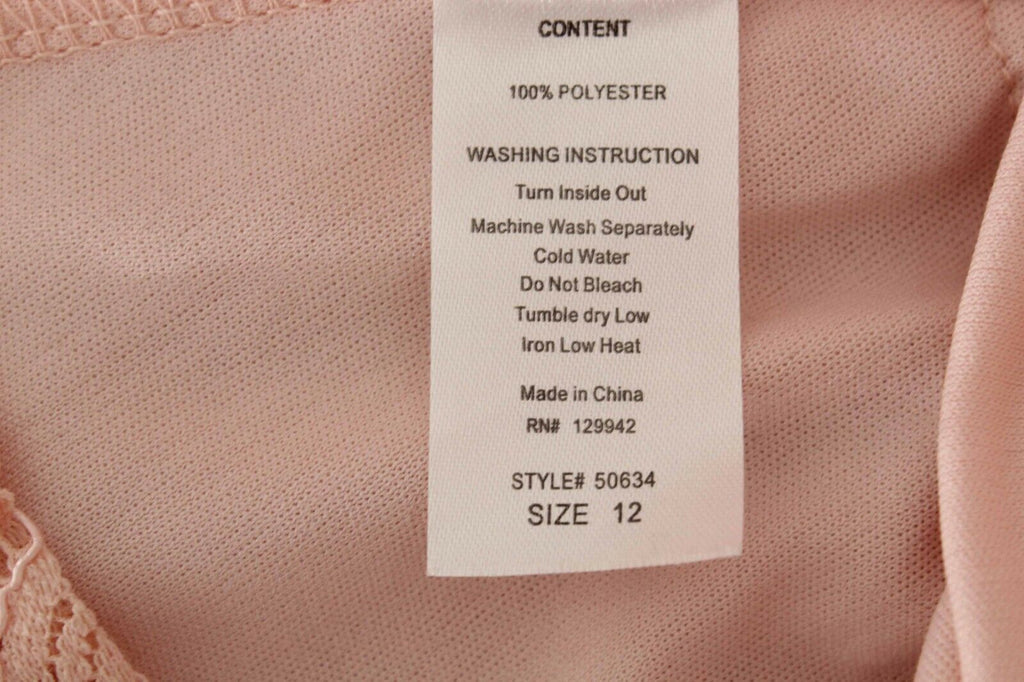 CONTENT
100% POLYESTER
WASHING INSTRUCTION
Turn Inside Out
Machine Wash Separately
Cold Water
Do Not Bleach
Tumble dry Low
Iron Low Heat
Made in China
RN# 129942
STYLE# 50634
SIZE 12